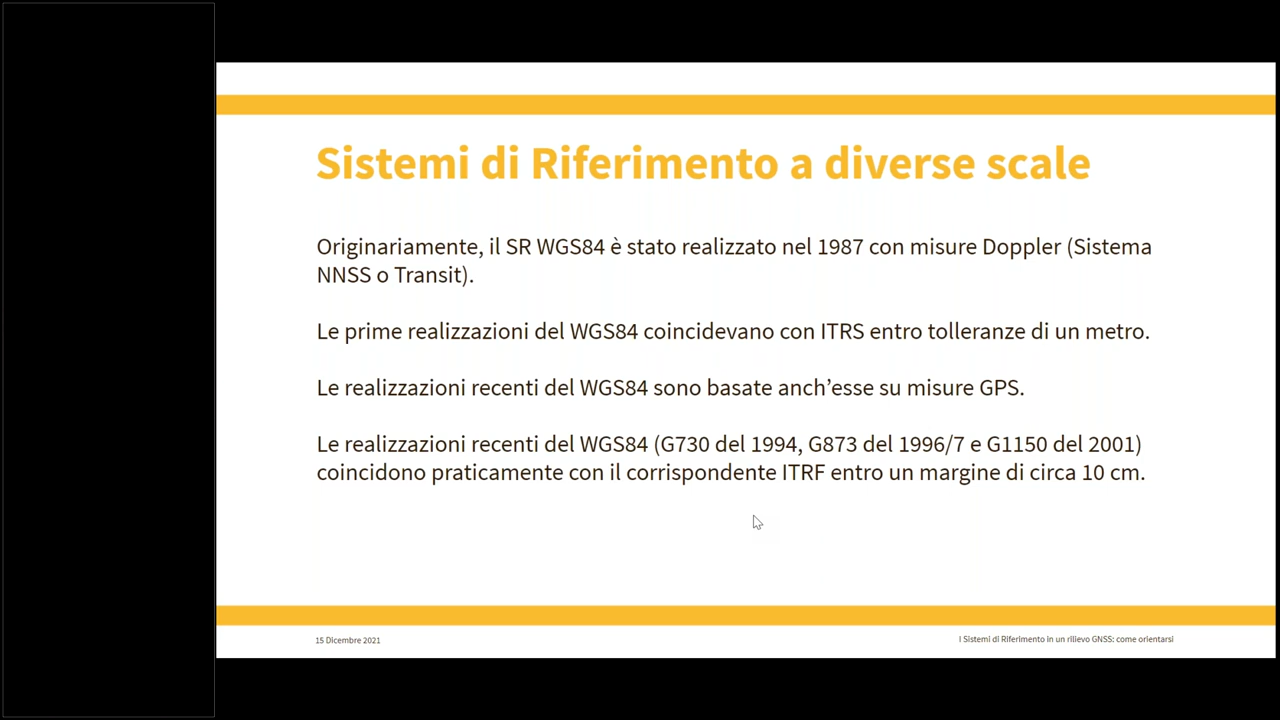 Sistemi di Riferimento a diverse scale
Originariamente, il SR WGS84 è stato realizzato nel 1987 con misure Doppler (Sistema
NNSS o Transit).
Le prime realizzazioni del WGS84 coincidevano con ITRS entro tolleranze di un metro.
Le realizzazioni recenti del WGS84 sono basate anch’esse su misure GPS.
Le realizzazioni recenti del WGS84 (G730 del 1994, G873 del 1996/7 e G1150 del 2001)
coincidono praticamente con il corrispondente ITRF entro un margine di circa 10 cm.
15 Dicembre 2021
I Sistemi di Riferimento in un rilievo GNSS: come orientarsi